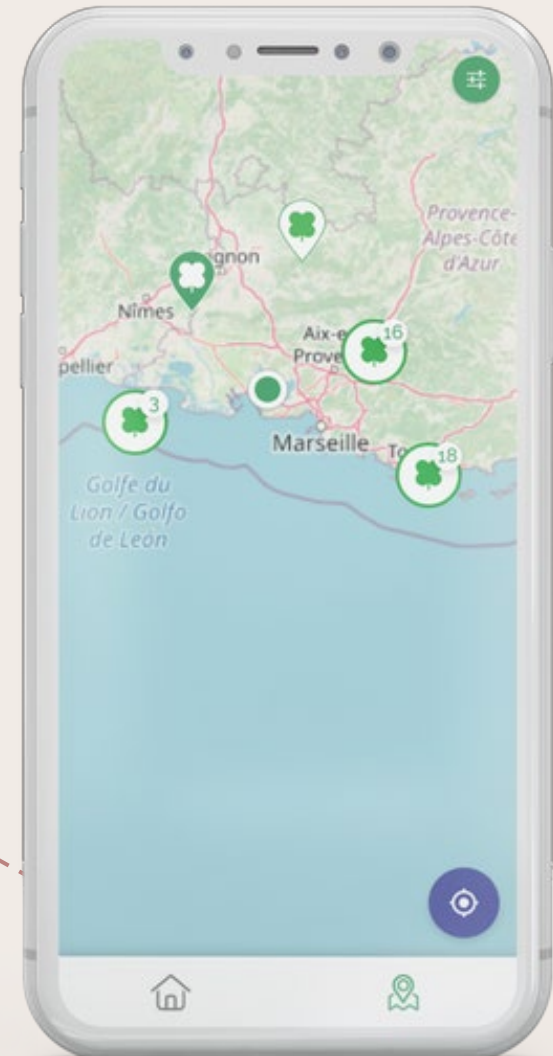 Provence-
Alpes-Côte
d'Azur
gnon
Nîmes
Aix-e
Prove
16
pellier
3
Marseille
To
18
Golfe du
Lion / Golfo
de León